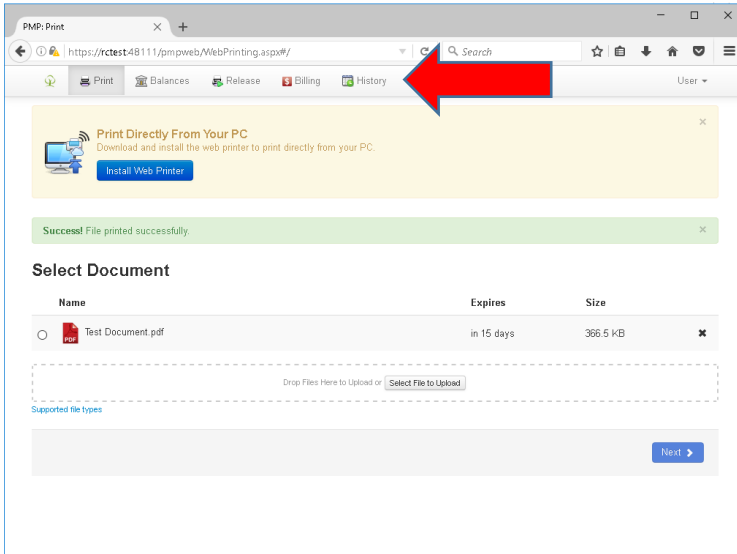 PMP: Print
https://rctest:48111/pmpweb/WebPrinting.aspx#/
Search
Print Balances Release Billing History User
Print Directly From Your PC
Download and install the web printer to print directly from your PC.
Install Web Printer
Success! File printed successfully.
Select Document
Name Expires Size
PDF Test Document.pdf in 15 days 366.5 KB
Drop Files Here to Upload or Select File to Upload
Supported file types
Next